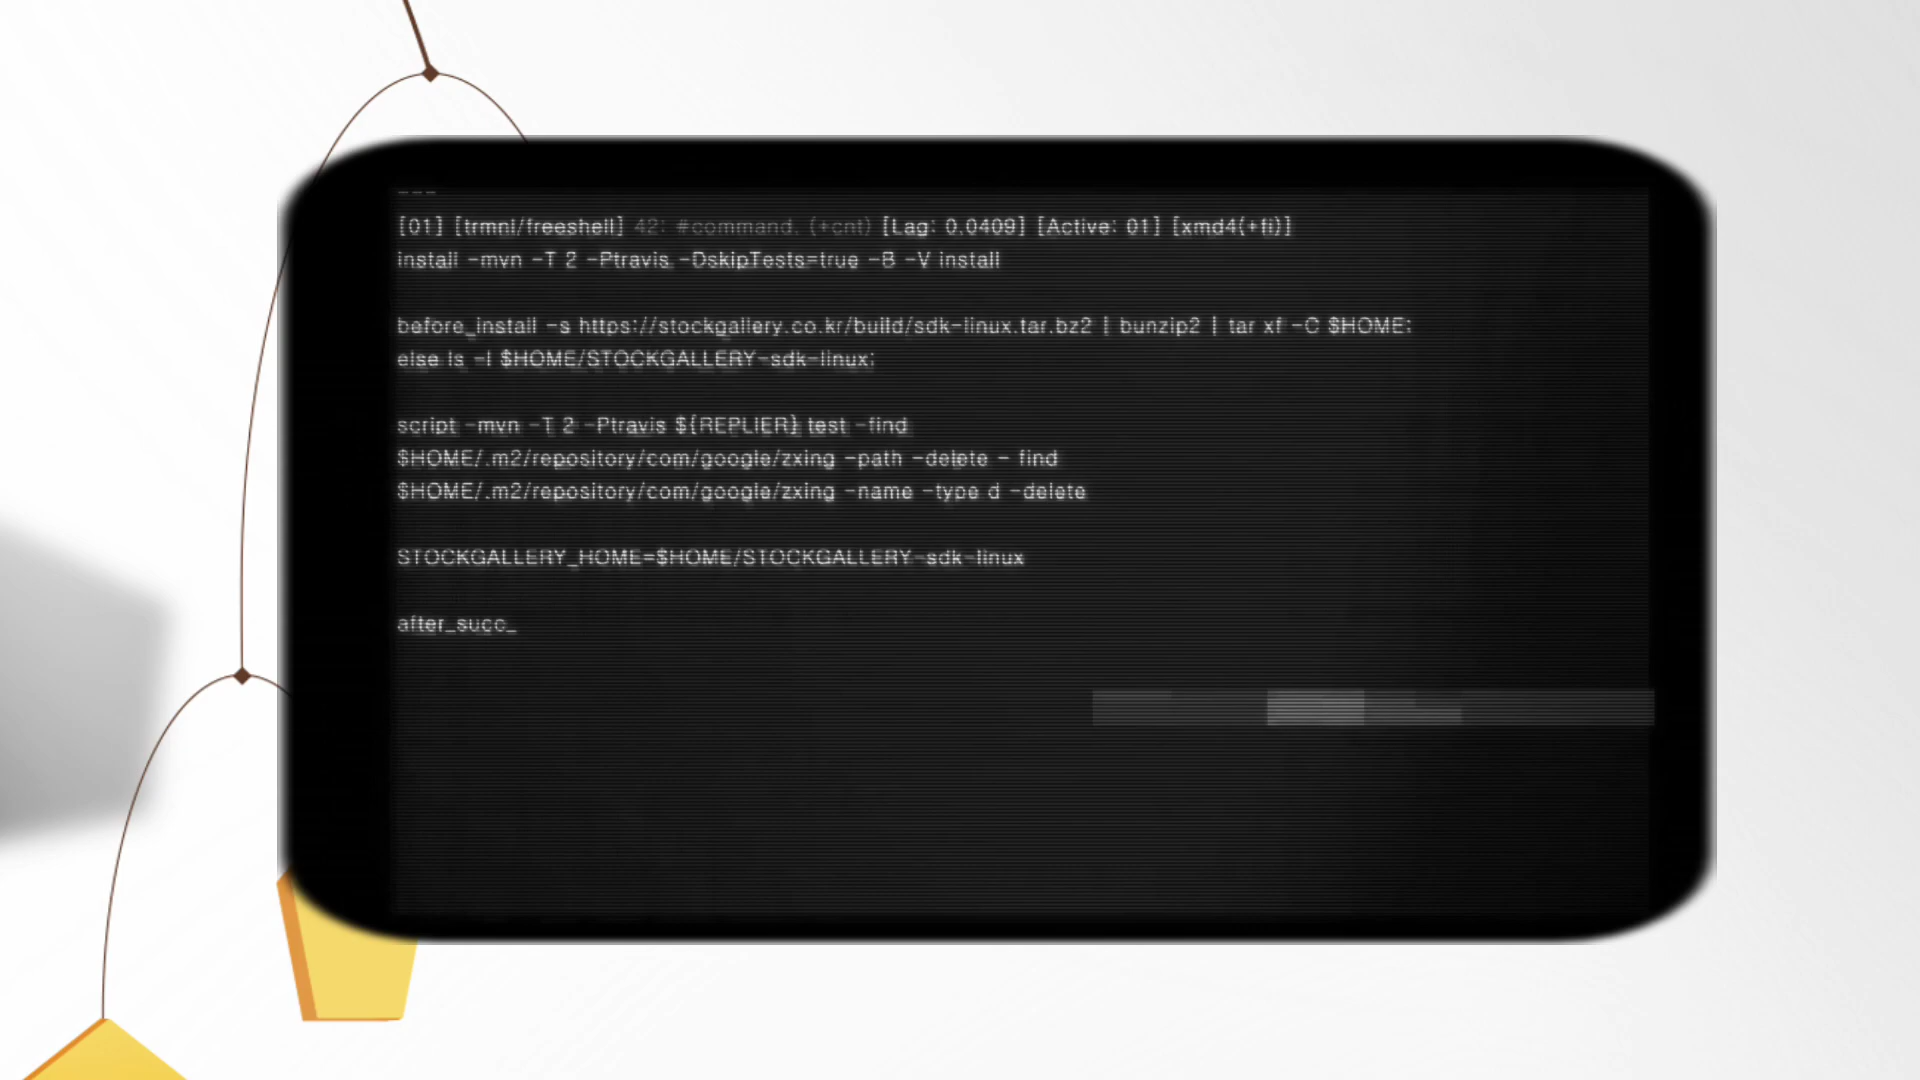 ---
[01] [trmnl/freeshell] 42: #command. (+cnt) [Lag: 0.0409] [Active: 01] [xmd4(+fi)]
install -mvn -T 2 -Ptravis -DskipTests=true -B -V install
before_install -s https://stockgallery.co.kr/build/sdk-linux.tar.bz2 | bunzip2 | tar xf -C $HOME;
else ls -l $HOME/STOCKGALLERY-sdk-linux;
script -mvn -T 2 -Ptravis ${REPLIER} test -find
$HOME/.m2/repository/com/google/zxing -path -delete - find
$HOME/.m2/repository/com/google/zxing -name -type d -delete
STOCKGALLERY_HOME=$HOME/STOCKGALLERY-sdk-linux
after_succ_